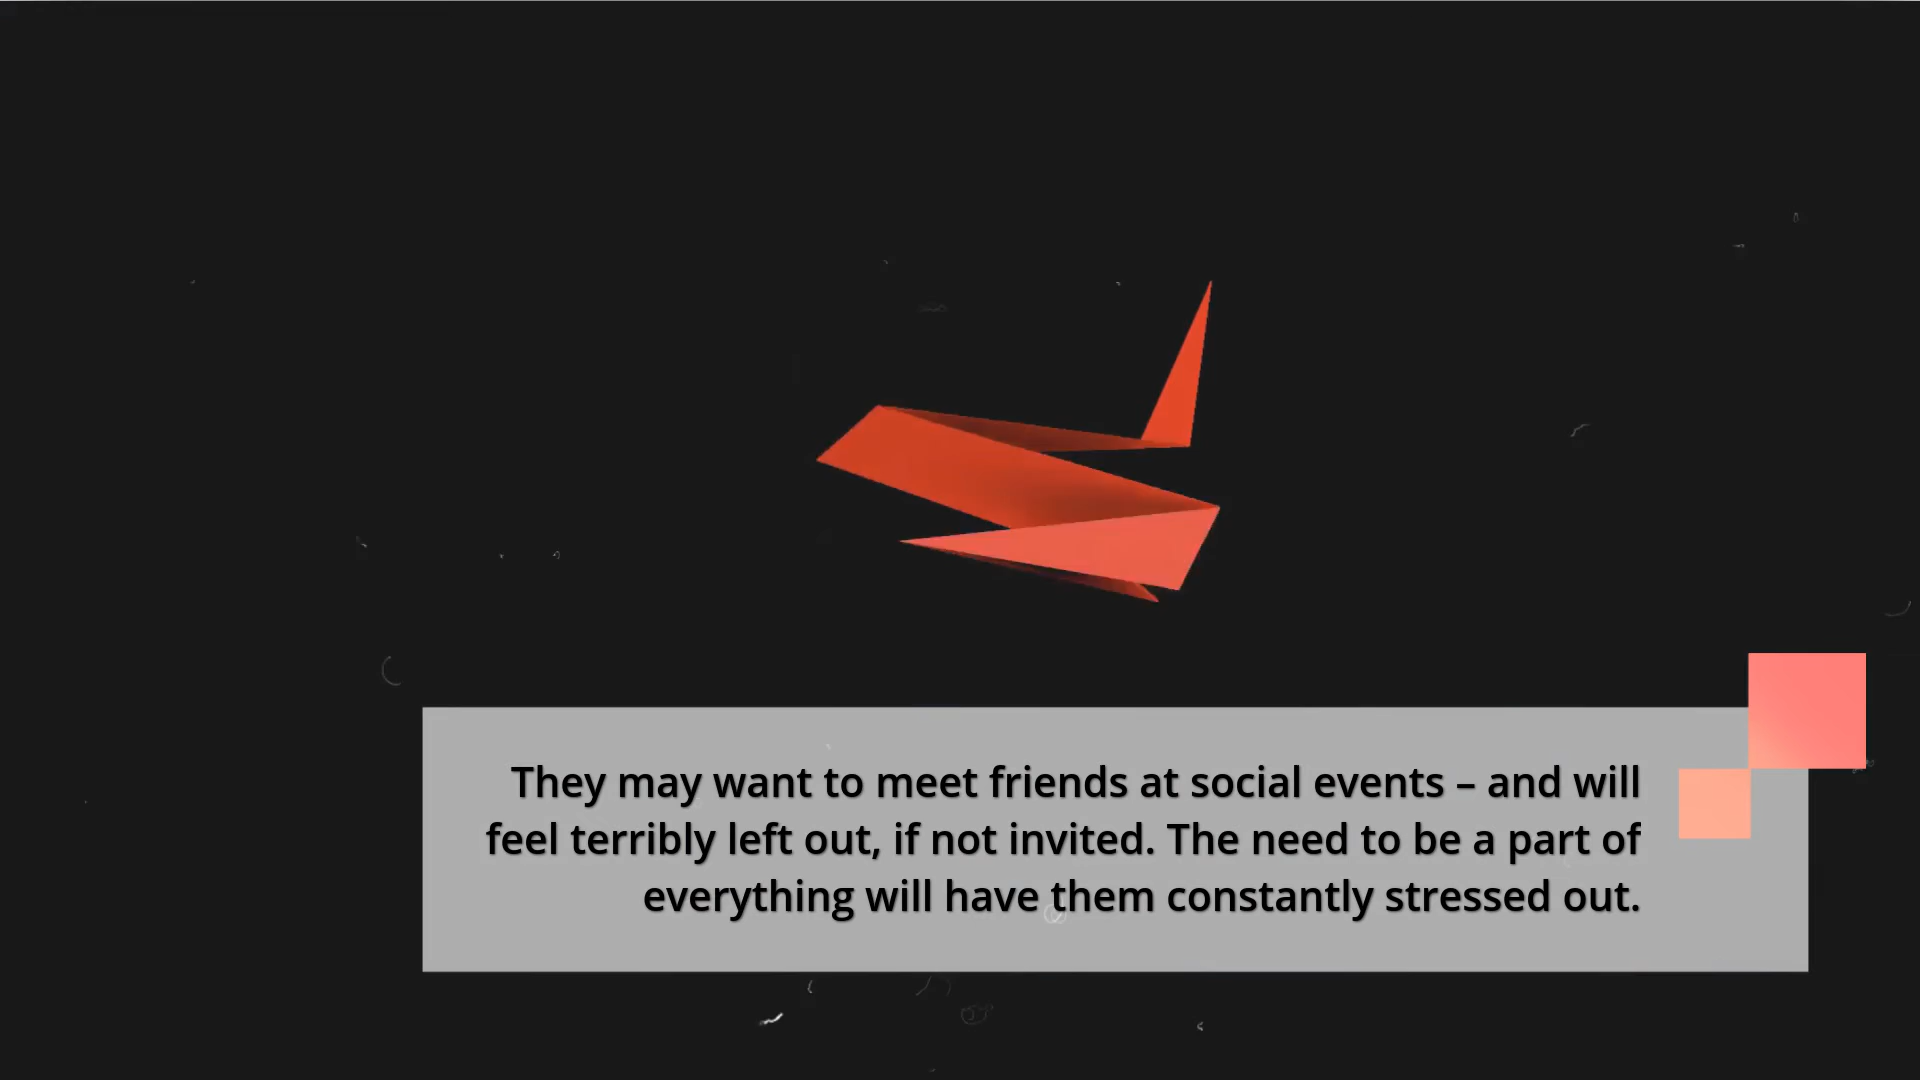 They may want to meet friends at social events – and will
feel terribly left out, if not invited. The need to be a part of
everything will have them constantly stressed out.